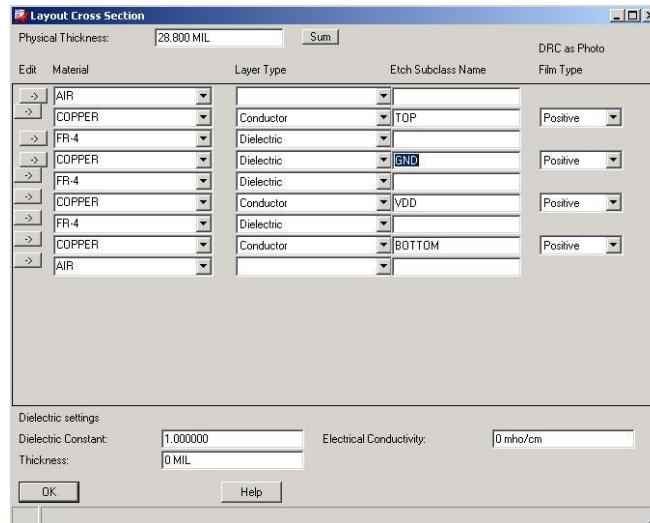 Layout Cross Section
Physical Thickness: 28.800 MIL Sum
DRC as Photo
Edit Material Layer Type Etch Subclass Name Film Type
-> AIR
-> COPPER Conductor TOP Positive
-> FR-4 Dielectric
-> COPPER Dielectric GND Positive
-> FR-4 Dielectric
-> COPPER Conductor VDD Positive
-> FR-4 Dielectric
-> COPPER Conductor BOTTOM Positive
-> AIR
Dielectric settings
Dielectric Constant: 1.000000 Electrical Conductivity: 0 mho/cm
Thickness: 0 MIL
OK Help